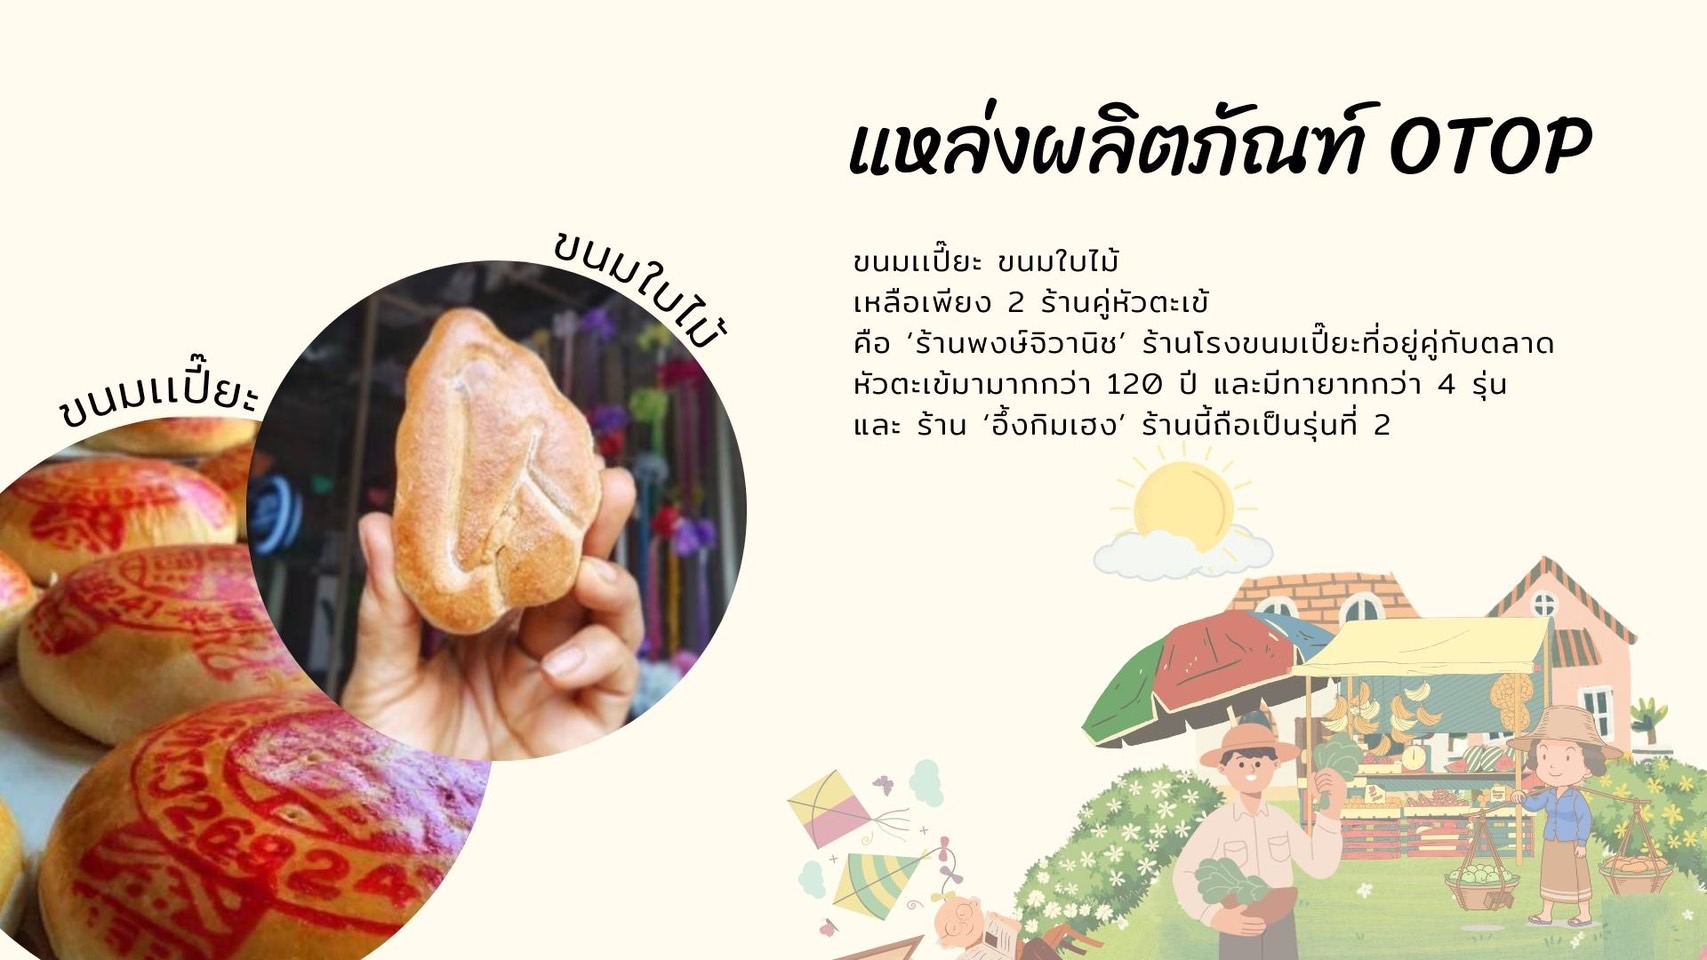 แหล่งผลิตภัณฑ์ OTOP
ขนมใบไม้
ขนมเเปี๊ยะ
ขนมเเปี๊ยะ ขนมใบไม้
เหลือเพียง 2 ร้านคู่หัวตะเข้
คือ ‘ร้านพงษ์จิวานิช’ ร้านโรงขนมเปี๊ยะที่อยู่คู่กับตลาด
หัวตะเข้มามากกว่า 120 ปี และมีทายาทกว่า 4 รุ่น
และ ร้าน ‘อึ้งกิมเฮง’ ร้านนี้ถือเป็นรุ่นที่ 2
3269241
326924